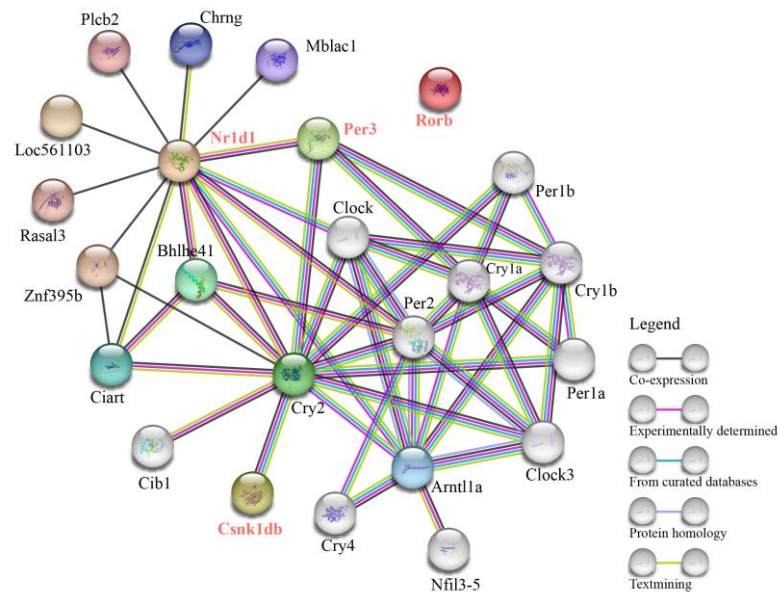 Plcb2
Chrng
Mblac1
Loc561103
Nr1d1
Per3
Rorb
Rasal3
Clock
Per1b
Bhlhe41
Znf395b
Cry1a
Cry1b
Per2
Legend
Ciart
Cry2
Per1a
Co-expression
Experimentally determined
Cib1
Clock3
Arntl1a
From curated databases
Csnk1db
Cry4
Protein homology
Nfil3-5
Textmining